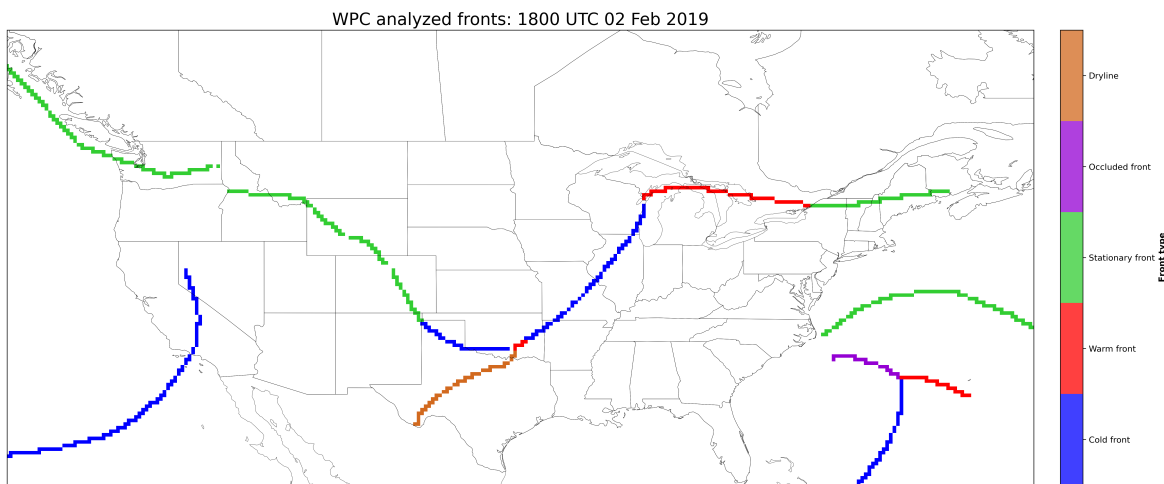 WPC analyzed fronts: 1800 UTC 02 Feb 2019
Dryline
Occluded front
Stationary front
Warm front
Cold front
Front type